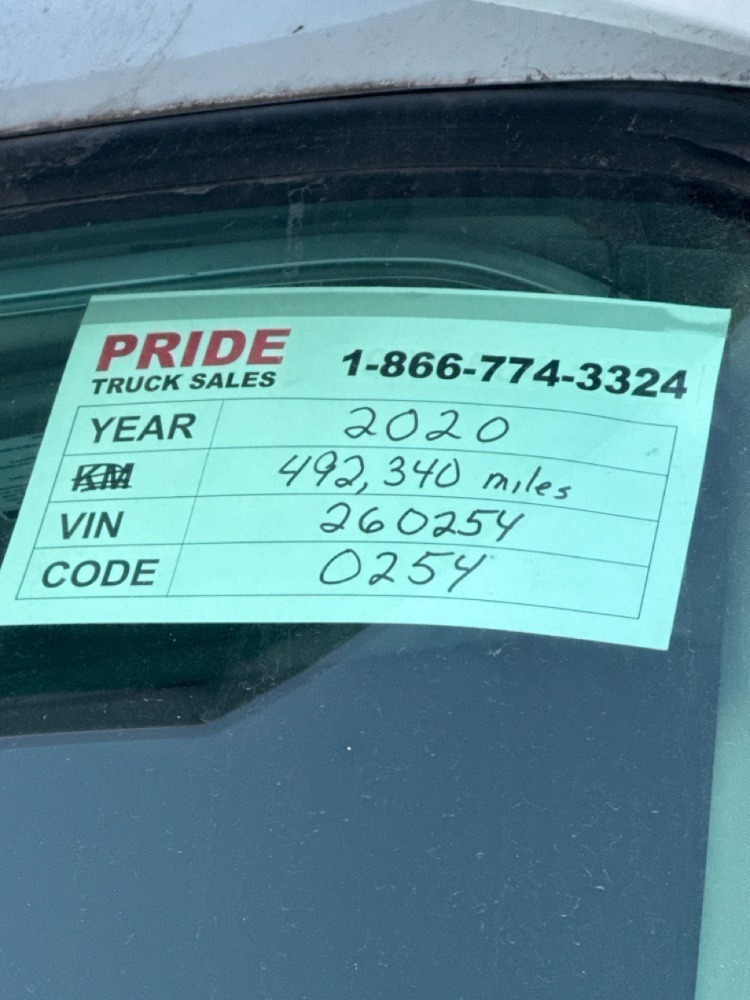 PRIDE
TRUCK SALES
1-866-774-3324
YEAR 2020
KM 492,340 miles
VIN 260254
CODE 0254